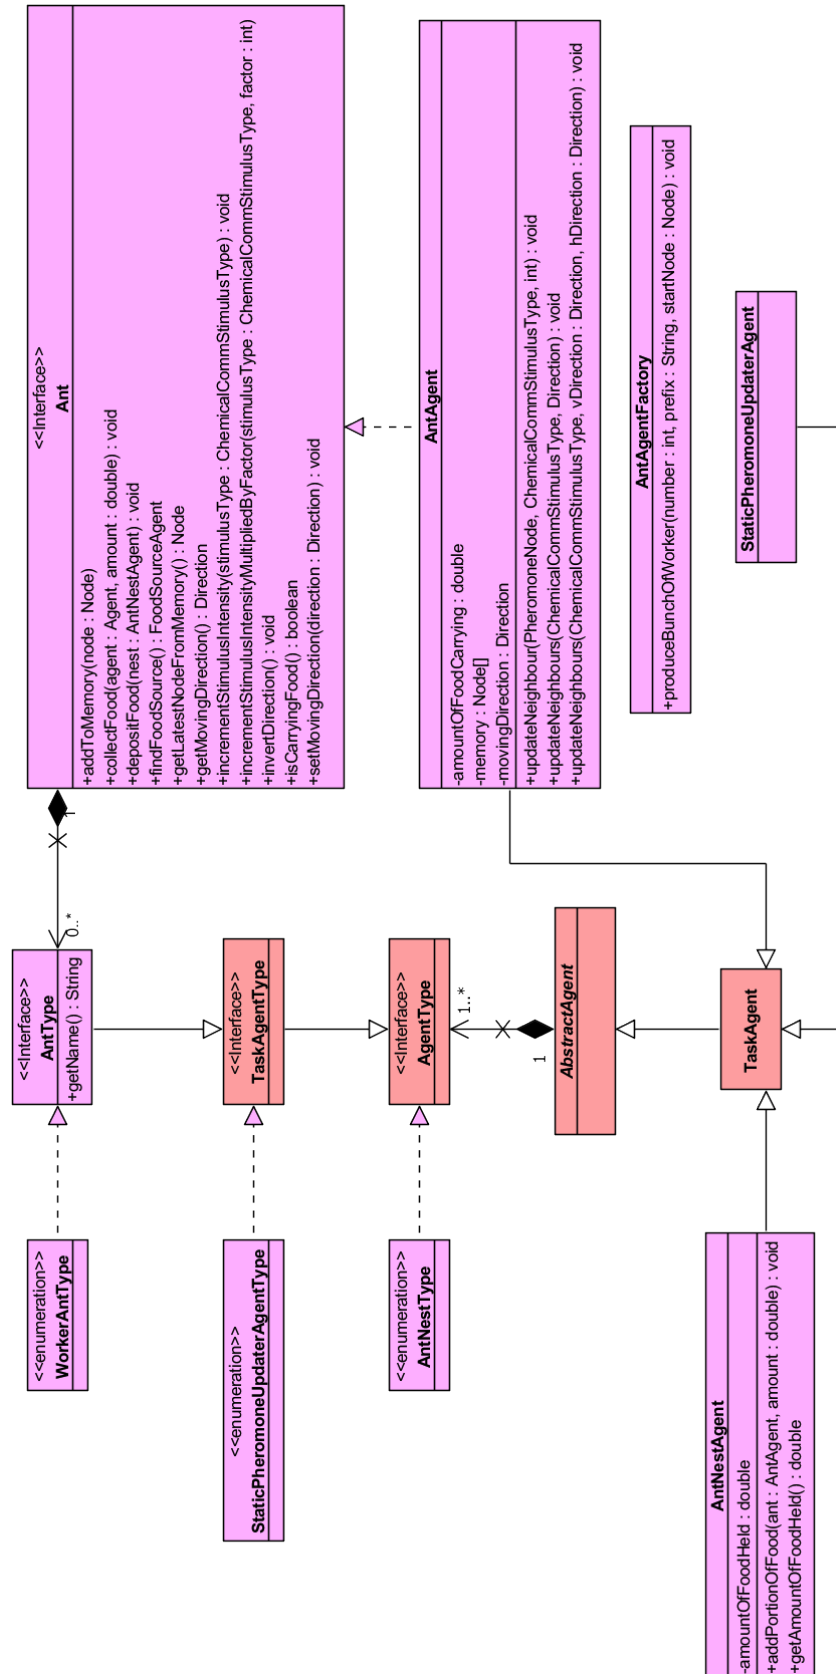 <<Interface>>
Ant
+addToMemory(node : Node)
+collectFood(agent : Agent, amount : double) : void
+depositFood(nest : AntNestAgent) : void
+findFoodSource() : FoodSourceAgent
+getLatestNodeFromMemory() : Node
+getMovingDirection() : Direction
+incrementStimulusIntensity(stimulusType : ChemicalCommStimulusType) : void
+incrementStimulusIntensityMultipliedByFactor(stimulusType : ChemicalCommStimulusType, factor : int)
+invertDirection() : void
+isCarryingFood() : boolean
+setMovingDirection(direction : Direction) : void
1
0..*
<<Interface>>
AntType
+getName() : String
<<enumeration>>
WorkerAntType
<<Interface>>
TaskAgentType
<<enumeration>>
StaticPheromoneUpdaterAgentType
<<Interface>>
AgentType
1..*
1
<<enumeration>>
AntNestType
AbstractAgent
AntAgent
-amountOfFoodCarrying : double
-memory : Node[]
-movingDirection : Direction
+updateNeighbour(PheromoneNode, ChemicalCommStimulusType, int) : void
+updateNeighbours(ChemicalCommStimulusType, Direction) : void
+updateNeighbours(ChemicalCommStimulusType, vDirection : Direction, hDirection : Direction) : void
AntAgentFactory
+produceBunchOfWorker(number : int, prefix : String, startNode : Node) : void
StaticPheromoneUpdaterAgent
TaskAgent
AntNestAgent
-amountOfFoodHeld : double
+addPortionOfFood(ant : AntAgent, amount : double) : void
+getAmountOfFoodHeld() : double